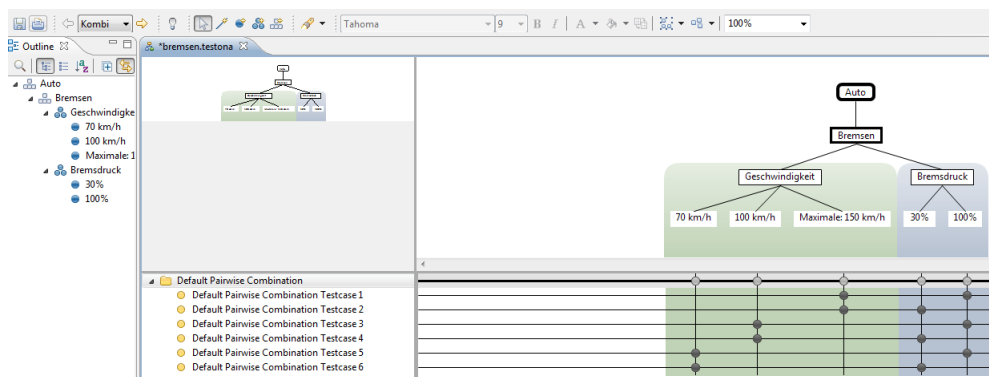 Kombi
Tahoma
9
B I A
100%
Outline
*bremsen.testona
Auto
Bremsen
Geschwindigke
70 km/h
100 km/h
Maximale: 1
Bremsdruck
30%
100%
Auto
Bremsen
Geschwindigkeit
Bremsdruck
70 km/h
100 km/h
Maximale: 150 km/h
30%
100%
Default Pairwise Combination
Default Pairwise Combination Testcase 1
Default Pairwise Combination Testcase 2
Default Pairwise Combination Testcase 3
Default Pairwise Combination Testcase 4
Default Pairwise Combination Testcase 5
Default Pairwise Combination Testcase 6